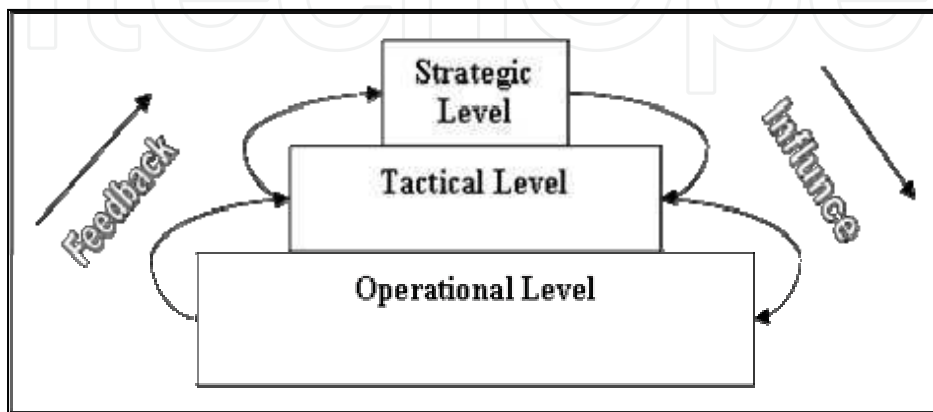 Strategic
Level
Tactical Level
Operational Level
Feedback
Influnce